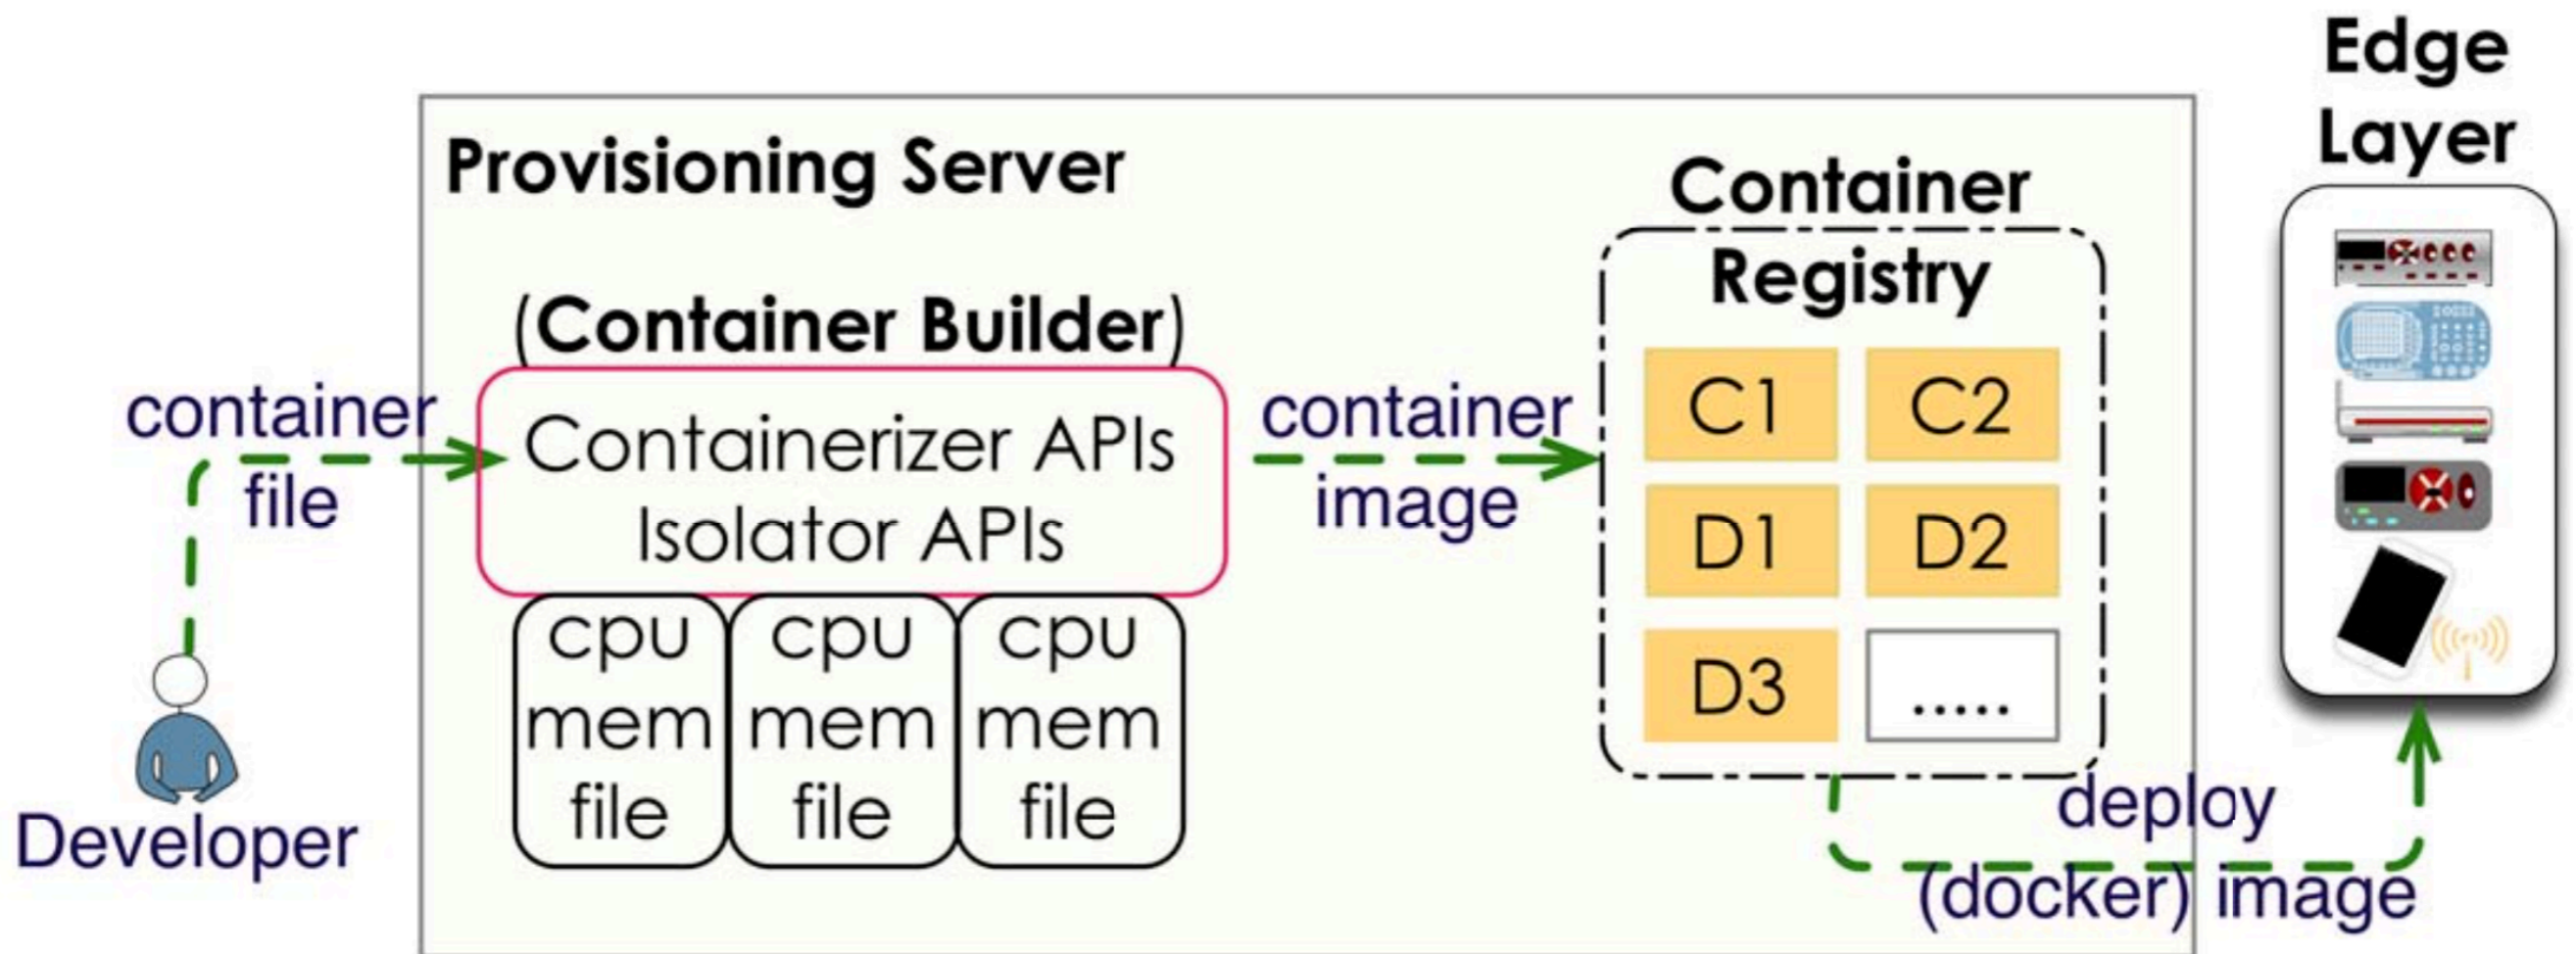 Edge
Layer
Provisioning Server
Container
Registry
(Container Builder)
container
file
Containerizer APIs
Isolator APIs
container
image
C1 C2
D1 D2
D3 .....
cpu cpu cpu
mem mem mem
file file file
Developer
deploy
(docker) image